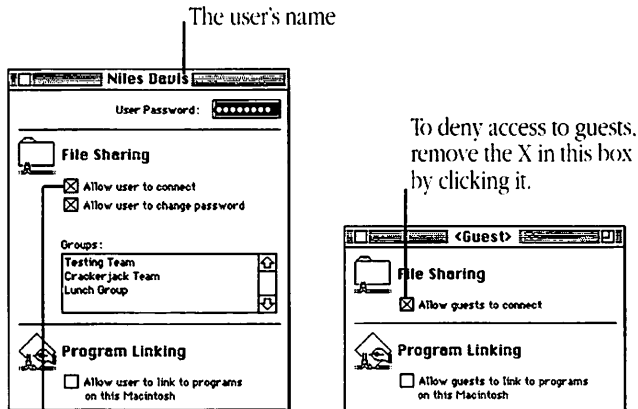 The user's name
Niles Davis
User Password:
File Sharing
Allow user to connect
Allow user to change password
Groups:
Testing Team
Crackerjack Team
Lunch Group
Program Linking
Allow user to link to programs
on this Macintosh
To deny access to guests,
remove the X in this box
by clicking it.
<Guest>
File Sharing
Allow guests to connect
Program Linking
Allow guests to link to programs
on this Macintosh